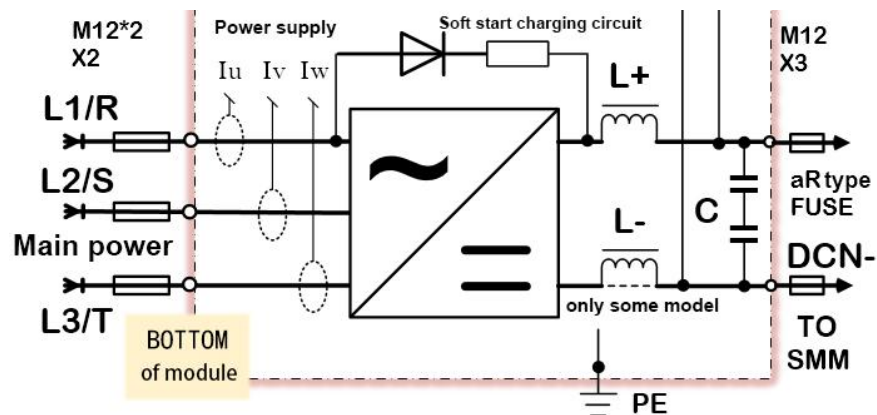 M12*2
X2
Power supply
Soft start charging circuit
M12
X3
Iu Iv Iw
L+
L1/R
L2/S
Main power
L3/T
L-
C
aR type
FUSE
DCN-
only some model
TO
SMM
BOTTOM
of module
PE